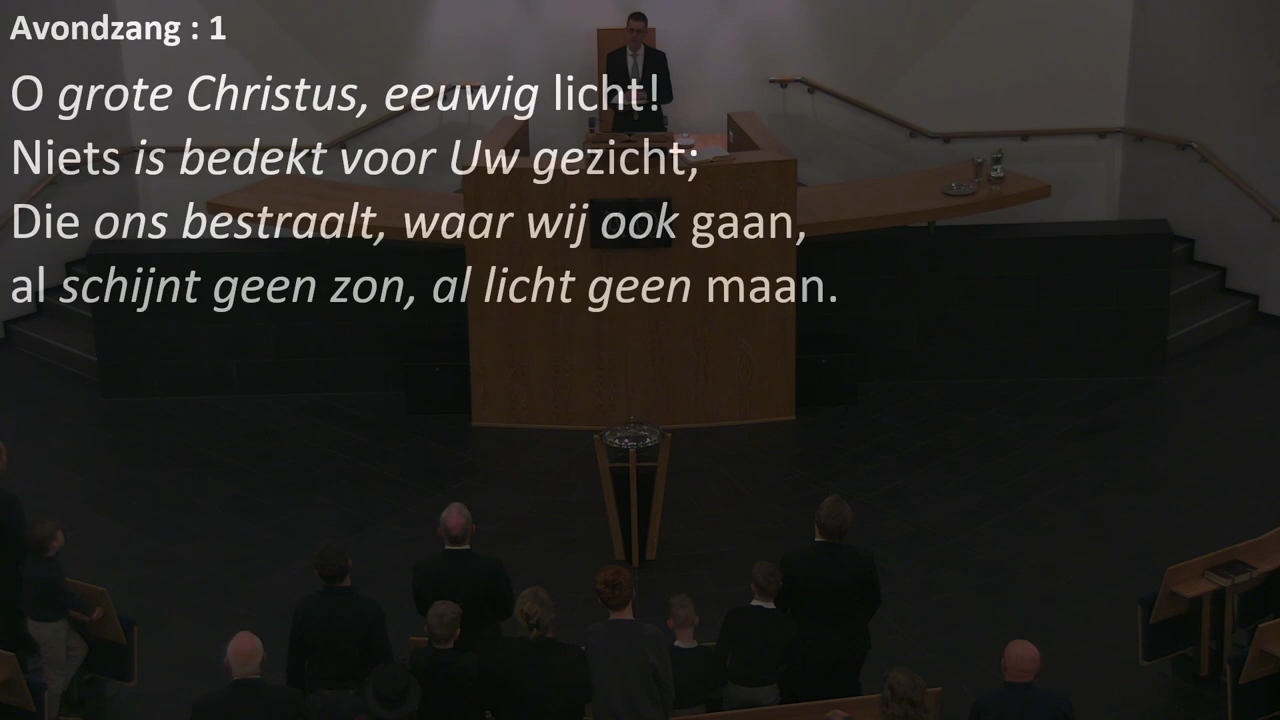 Avondzang : 1
O grote Christus, eeuwig licht!
Niets is bedekt voor Uw gezicht;
Die ons bestraalt, waar wij ook gaan,
al schijnt geen zon, al licht geen maan.